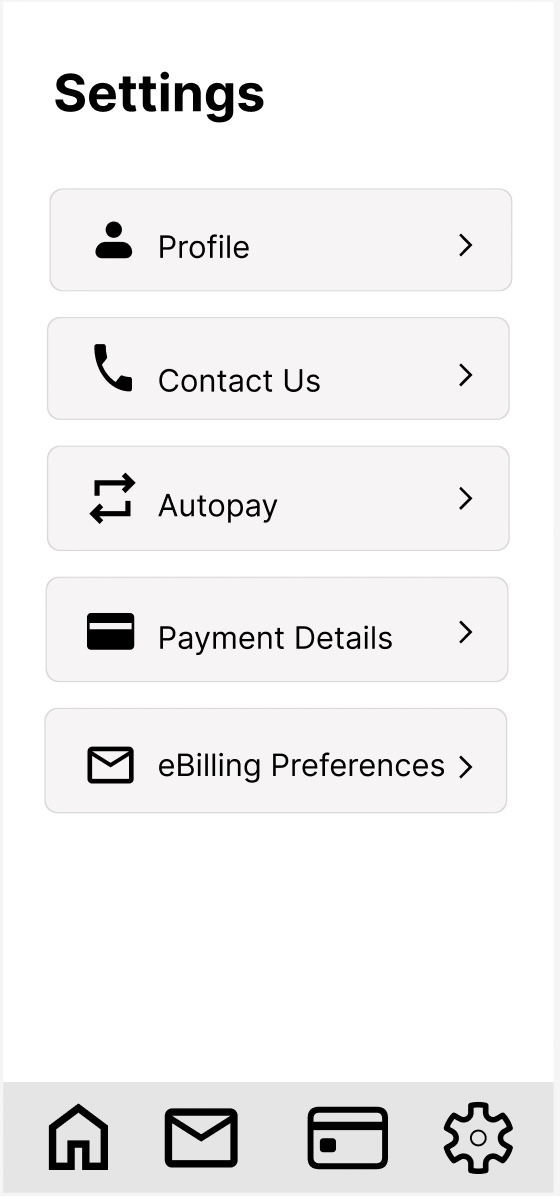 Settings
Profile
Contact Us
Autopay
Payment Details
eBilling Preferences